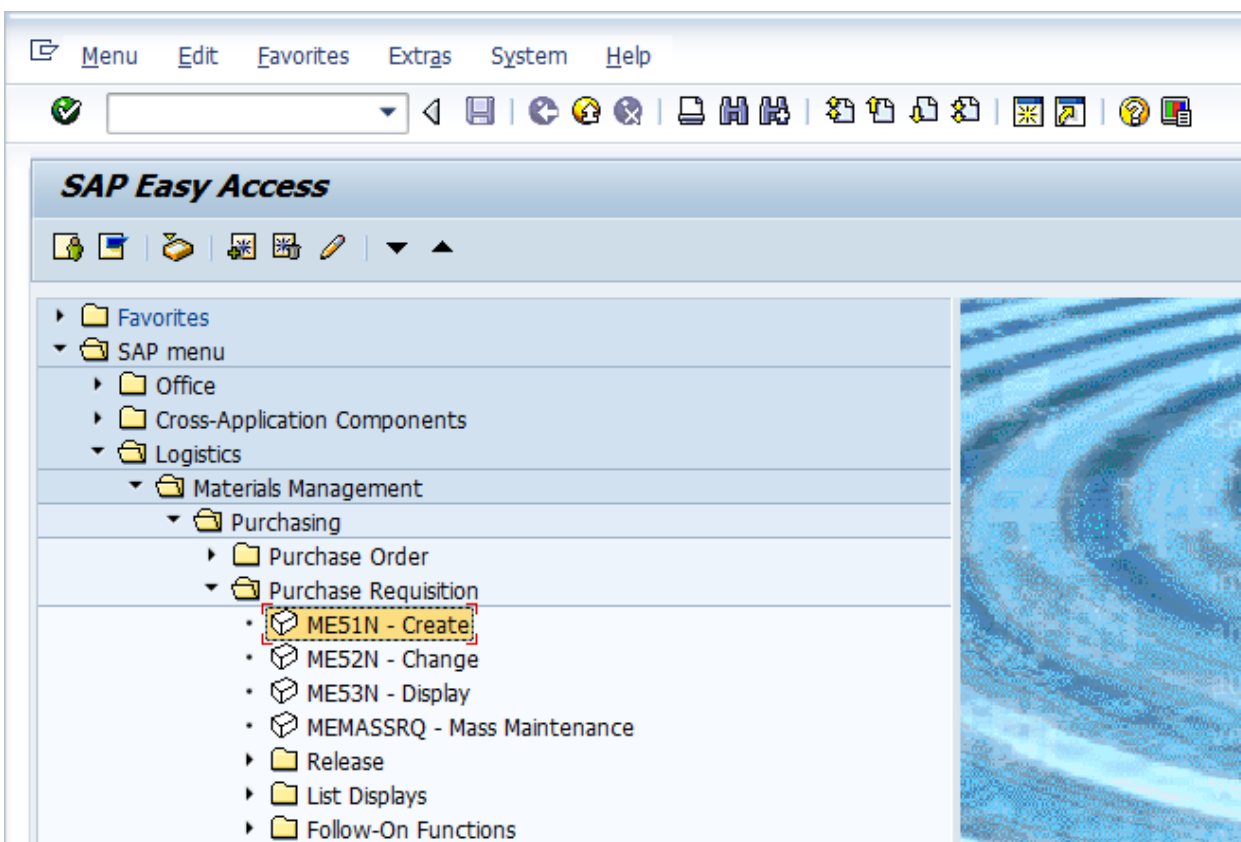 Menu Edit Favorites Extras System Help
SAP Easy Access
Favorites
SAP menu
Office
Cross-Application Components
Logistics
Materials Management
Purchasing
Purchase Order
Purchase Requisition
ME51N - Create
ME52N - Change
ME53N - Display
MEMASSRQ - Mass Maintenance
Release
List Displays
Follow-On Functions